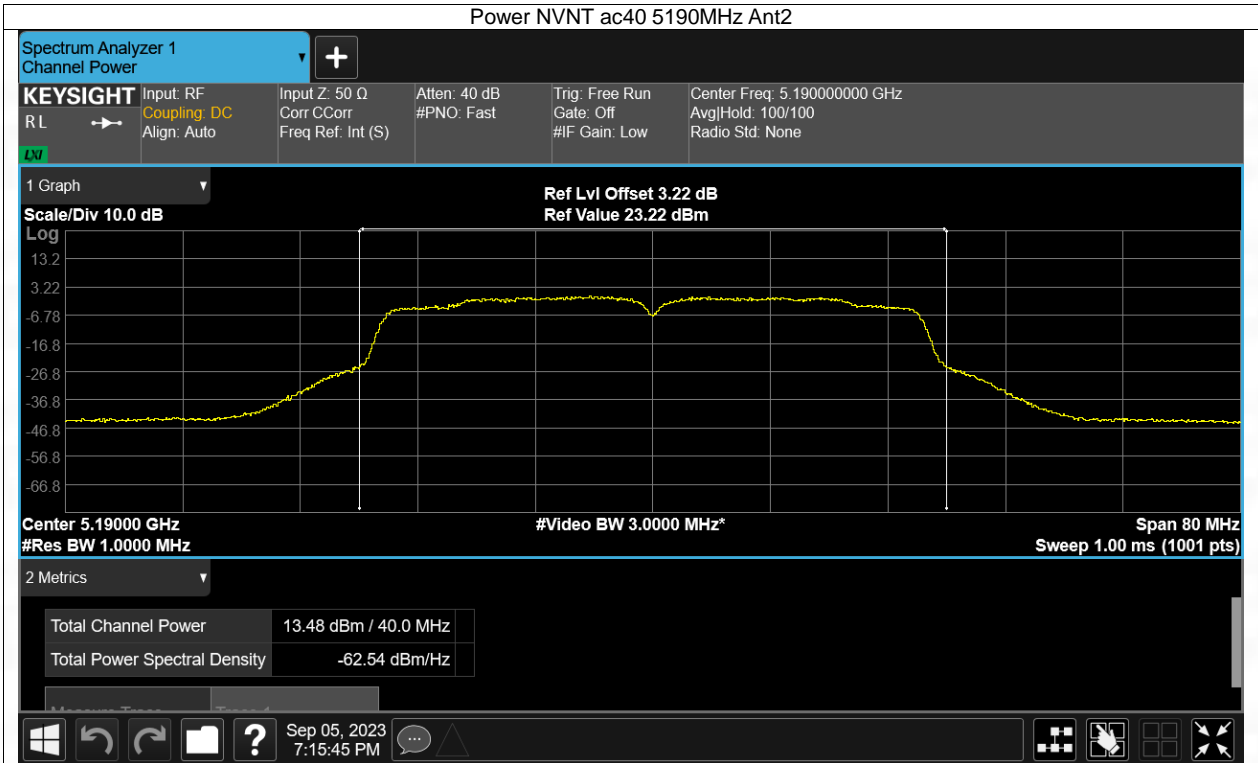 Power NVNT ac40 5190MHz Ant2
Spectrum Analyzer 1
Channel Power
+
KEYSIGHT
R L
LXI
Input: RF
Coupling: DC
Align: Auto
Input Z: 50 Ω
Corr CCorr
Freq Ref: Int (S)
Atten: 40 dB
#PNO: Fast
Trig: Free Run
Gate: Off
#IF Gain: Low
Center Freq: 5.190000000 GHz
Avg|Hold: 100/100
Radio Std: None
1 Graph
Scale/Div 10.0 dB
Ref Lvl Offset 3.22 dB
Ref Value 23.22 dBm
Log
13.2
3.22
-6.78
-16.8
-26.8
-36.8
-46.8
-56.8
-66.8
Center 5.19000 GHz
#Video BW 3.0000 MHz*
Span 80 MHz
#Res BW 1.0000 MHz
Sweep 1.00 ms (1001 pts)
2 Metrics
Total Channel Power 13.48 dBm / 40.0 MHz
Total Power Spectral Density -62.54 dBm/Hz
Measure Trace Trace 1
?
Sep 05, 2023
7:15:45 PM